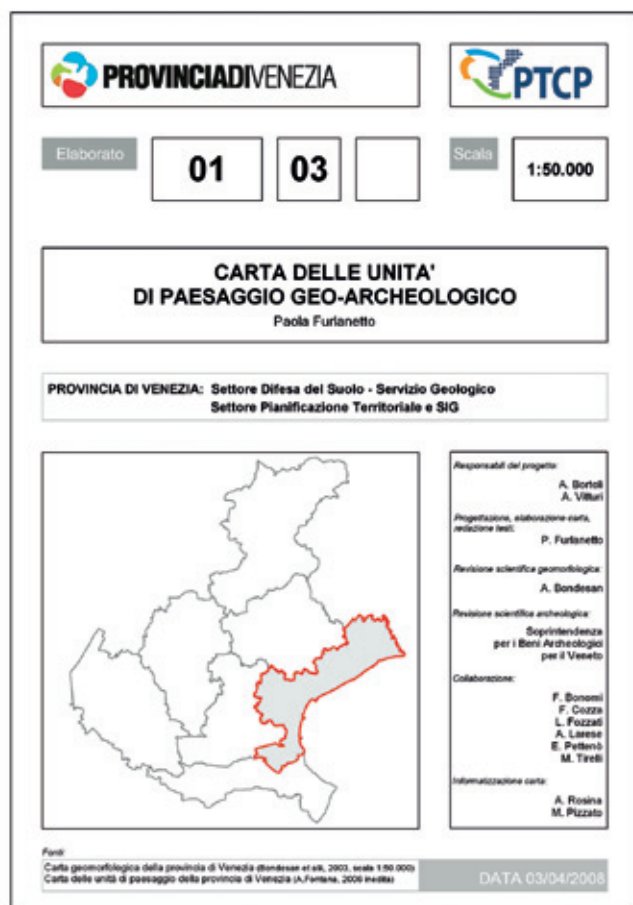 PROVINCIADIVENEZIA
PTCP
Elaborato
01
03
Scala
1:50.000
CARTA DELLE UNITA'
DI PAESAGGIO GEO-ARCHEOLOGICO
Paola Furlanetto
PROVINCIA DI VENEZIA: Settore Difesa del Suolo - Servizio Geologico
Settore Pianificazione Territoriale e SIG
Responsabili del progetto:
A. Bortoli
A. Vitturi
Progettazione, elaborazione carta,
redazione testi:
P. Furlanetto
Revisione scientifica geomorfologica:
A. Bondesan
Revisione scientifica archeologica:
Soprintendenza
per i Beni Archeologici
per il Veneto
Collaborazione:
F. Bonomi
F. Cozza
L. Fozzati
A. Larese
E. Pettenò
M. Tirelli
Informatizzazione carta:
A. Rosina
M. Pizzato
Fonti:
Carta geomorfologica della provincia di Venezia (Bondesan et alii, 2003, scala 1:50.000)
Carta delle unità di paesaggio della provincia di Venezia (A.Fontana, 2006 inedita)
DATA 03/04/2008